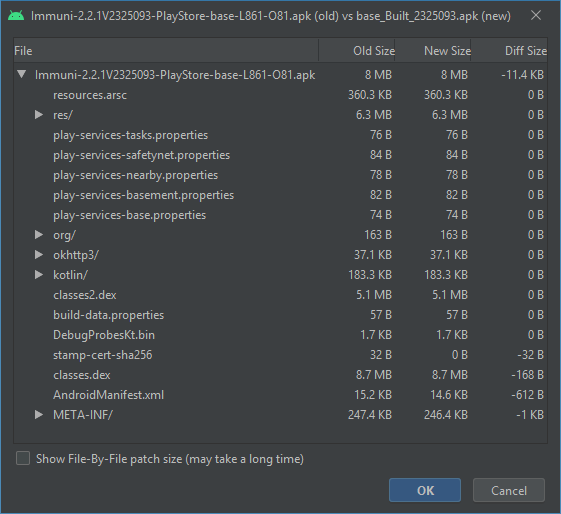 Immuni-2.2.1V2325093-PlayStore-base-L861-O81.apk (old) vs base_Built_2325093.apk (new)
File Old Size New Size Diff Size
Immuni-2.2.1V2325093-PlayStore-base-L861-O81.apk 8 MB 8 MB -11.4 KB
resources.arsc 360.3 KB 360.3 KB 0 B
res/ 6.3 MB 6.3 MB 0 B
play-services-tasks.properties 76 B 76 B 0 B
play-services-safetynet.properties 84 B 84 B 0 B
play-services-nearby.properties 78 B 78 B 0 B
play-services-basement.properties 82 B 82 B 0 B
play-services-base.properties 74 B 74 B 0 B
org/ 163 B 163 B 0 B
okhttp3/ 37.1 KB 37.1 KB 0 B
kotlin/ 183.3 KB 183.3 KB 0 B
classes2.dex 5.1 MB 5.1 MB 0 B
build-data.properties 57 B 57 B 0 B
DebugProbesKt.bin 1.7 KB 1.7 KB 0 B
stamp-cert-sha256 32 B 0 B -32 B
classes.dex 8.7 MB 8.7 MB -168 B
AndroidManifest.xml 15.2 KB 14.6 KB -612 B
META-INF/ 247.4 KB 246.4 KB -1 KB
Show File-By-File patch size (may take a long time)
OK Cancel